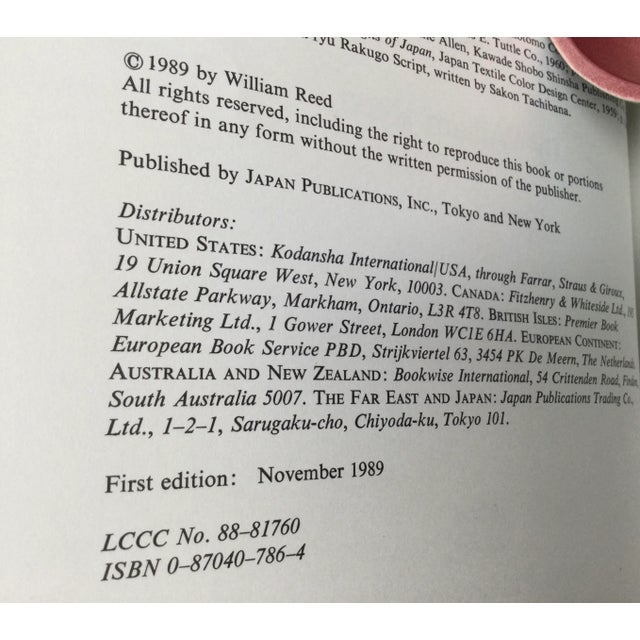 E. Tuttle Co., 1960;
Allen, Kawade Shobo Shinsha
of Japan, Japan Textile Color Design Center, 1959,
Rakugo Script, written by Sakon Tachibana.
© 1989 by William Reed
All rights reserved, including the right to reproduce this book or portions
thereof in any form without the written permission of the publisher.
Published by JAPAN PUBLICATIONS, INC., Tokyo and New York
Distributors:
UNITED STATES: Kodansha International/USA, through Farrar, Straus & Giroux,
19 Union Square West, New York, 10003. CANADA: Fitzhenry & Whiteside Ltd.,
Allstate Parkway, Markham, Ontario, L3R 4T8. BRITISH ISLES: Premier Book
Marketing Ltd., 1 Gower Street, London WC1E 6HA. EUROPEAN CONTINENT:
European Book Service PBD, Strijkviertel 63, 3454 PK De Meern, The Netherlands
AUSTRALIA AND NEW ZEALAND: Bookwise International, 54 Crittenden Road, Findon,
South Australia 5007. THE FAR EAST AND JAPAN: Japan Publications Trading Co.,
Ltd., 1–2–1, Sarugaku-cho, Chiyoda-ku, Tokyo 101.
First edition: November 1989
LCCC No. 88–81760
ISBN 0–87040–786–4